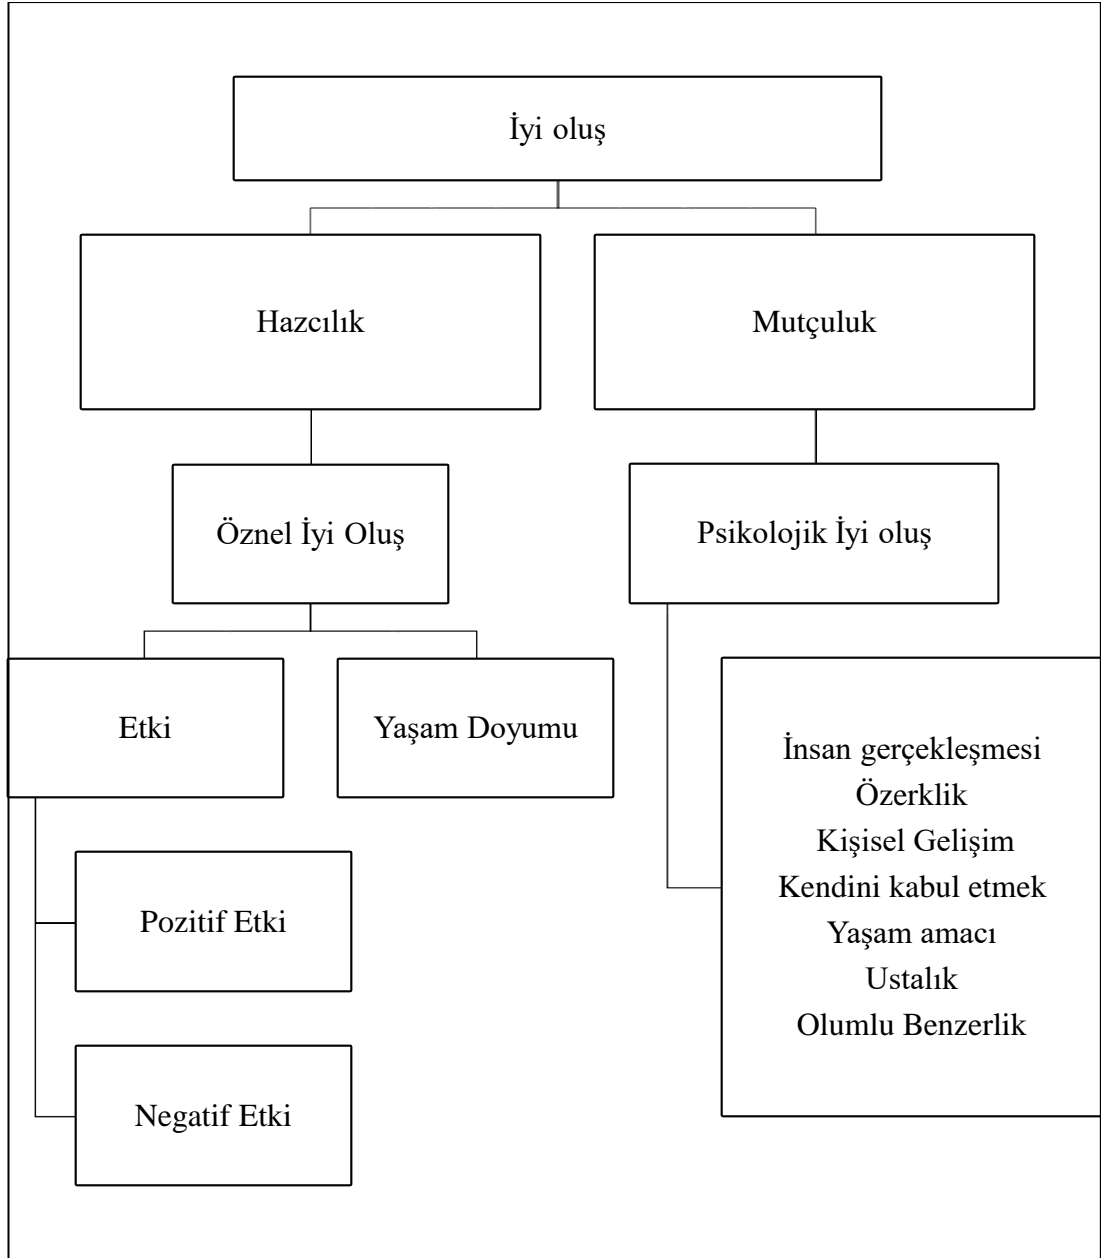 İyi oluş
Hazcılık
Mutçuluk
Öznel İyi Oluş
Psikolojik İyi oluş
Etki
Yaşam Doyumu
İnsan gerçekleşmesi
Özerklik
Kişisel Gelişim
Kendini kabul etmek
Yaşam amacı
Ustalık
Olumlu Benzerlik
Pozitif Etki
Negatif Etki